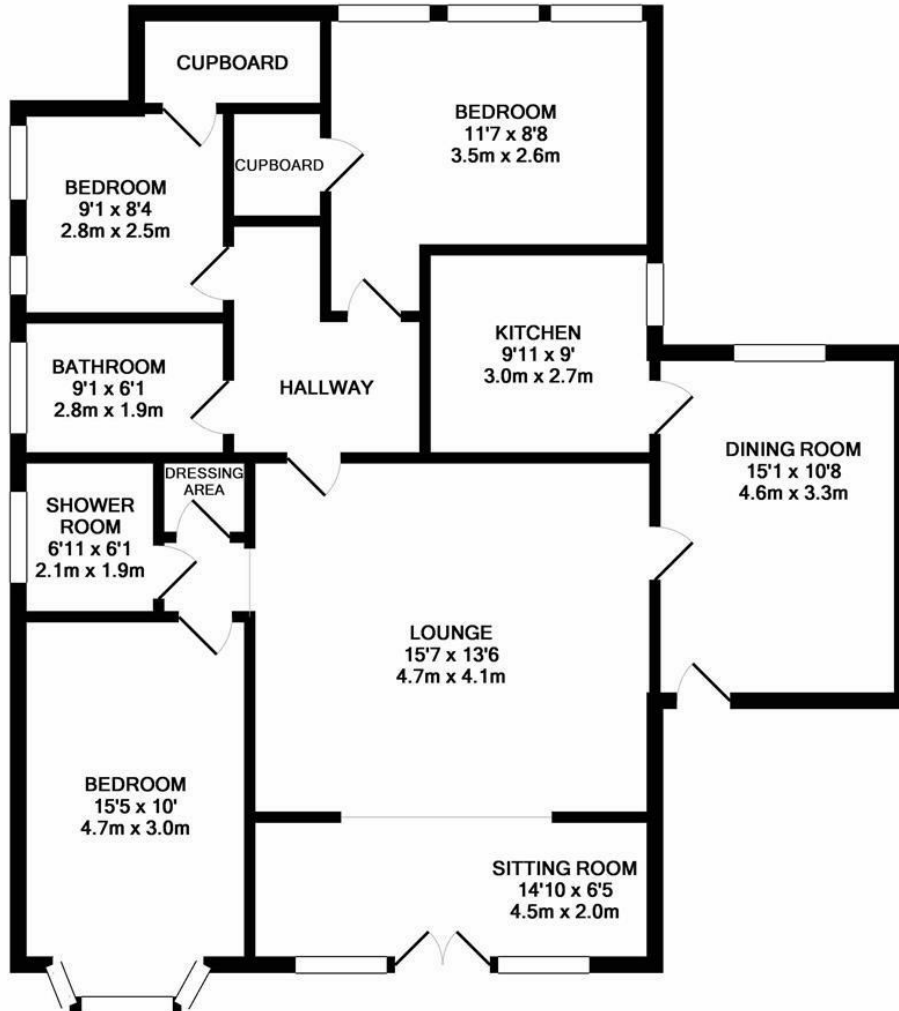 CUPBOARD
BEDROOM
11'7 x 8'8
3.5m x 2.6m
CUPBOARD
BEDROOM
9'1 x 8'4
2.8m x 2.5m
KITCHEN
9'11 x 9'
3.0m x 2.7m
BATHROOM
9'1 x 6'1
2.8m x 1.9m
HALLWAY
DINING ROOM
15'1 x 10'8
4.6m x 3.3m
DRESSING
AREA
SHOWER
ROOM
6'11 x 6'1
2.1m x 1.9m
LOUNGE
15'7 x 13'6
4.7m x 4.1m
BEDROOM
15'5 x 10'
4.7m x 3.0m
SITTING ROOM
14'10 x 6'5
4.5m x 2.0m